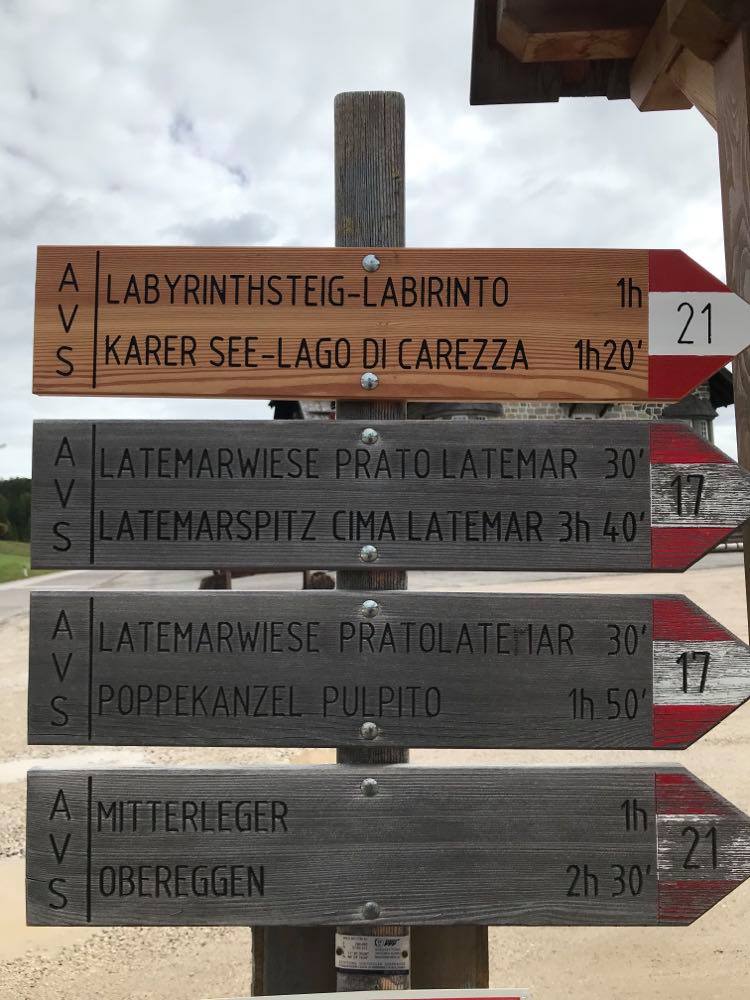 AVS
LABYRINTHSTEIG-LABIRINTO 1h
KARER SEE-LAGO DI CAREZZA 1h20'
21
AVS
LATEMARWIESE PRATO LATEMAR 30'
LATEMARSPITZ CIMA LATEMAR 3h 40'
17
AVS
LATEMARWIESE PRATOLATEMAR 30'
POPPEKANZEL PULPITO 1h 50'
17
AVS
MITTERLEGER 1h
OBEREGGEN 2h 30'
21